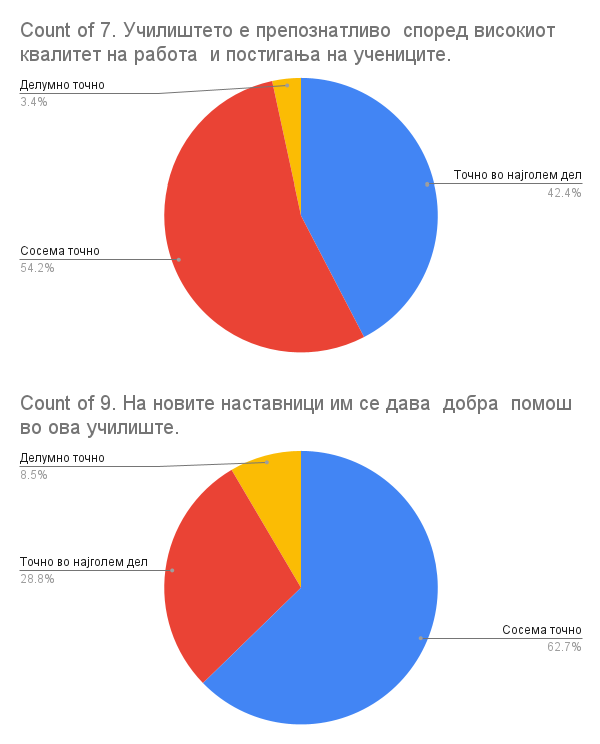 Count of 7. Училиштето е препознатливо  според високиот
квалитет на работа  и постигања на учениците.
Делумно точно
3.4%
Точно во најголем дел
42.4%
Сосема точно
54.2%
Count of 9. На новите наставници им се дава  добра  помош
во ова училиште.
Делумно точно
8.5%
Точно во најголем дел
28.8%
Сосема точно
62.7%